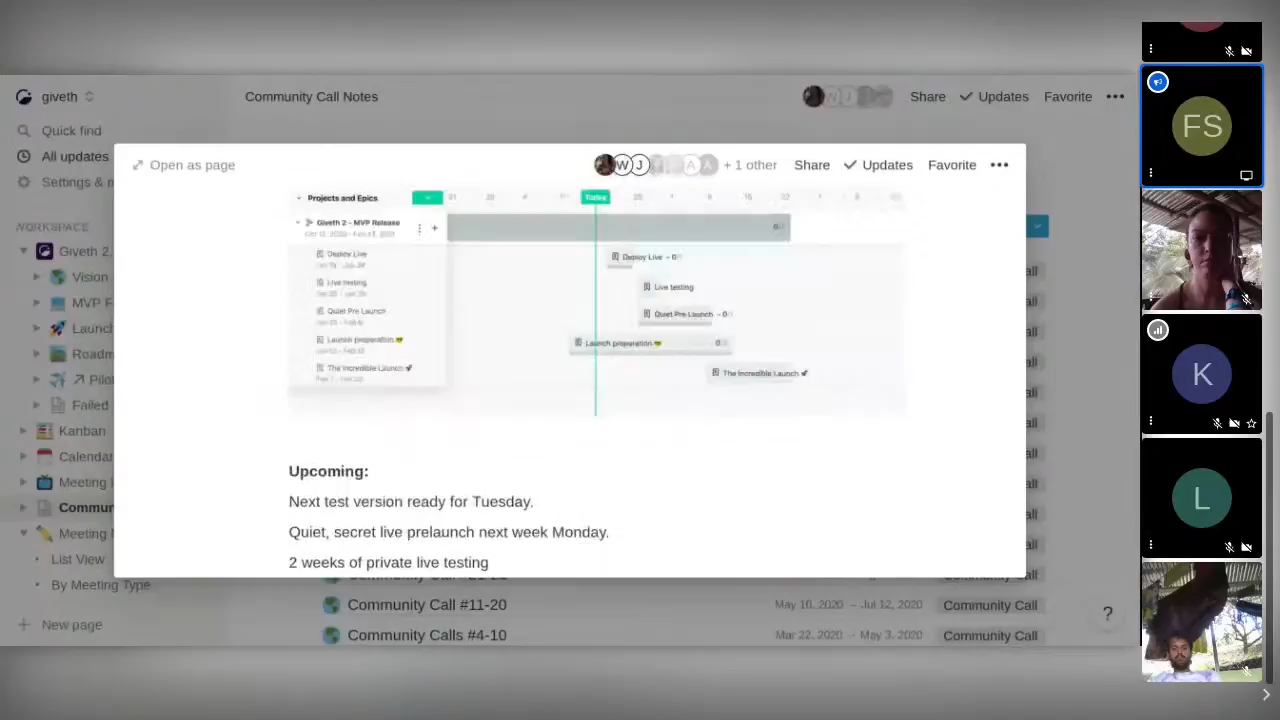 giveth
Community Call Notes
Share
Updates
Favorite
Quick find
All updates
Settings & m
WORKSPACE
Giveth 2.
Vision
MVP F
Launch
Roadm
Pilot
Failed
Kanban
Calendar
Meeting
Commun
Meeting
List View
By Meeting Type
New page
Open as page
W J A A + 1 other
Share
Updates
Favorite
Projects and Epics
Today
Giveth 2 - MVP Release
Deploy Live
Live testing
Quiet Pre Launch
Launch preparation
The Incredible Launch
Deploy Live
Live testing
Quiet Pre Launch
Launch preparation
The Incredible Launch
Upcoming:
Next test version ready for Tuesday.
Quiet, secret live prelaunch next week Monday.
2 weeks of private live testing
Community Call #11-20 May 10, 2020 → Jul 12, 2020 Community Call
Community Calls #4-10 Mar 22, 2020 → May 3, 2020 Community Call
?
FS
K
L